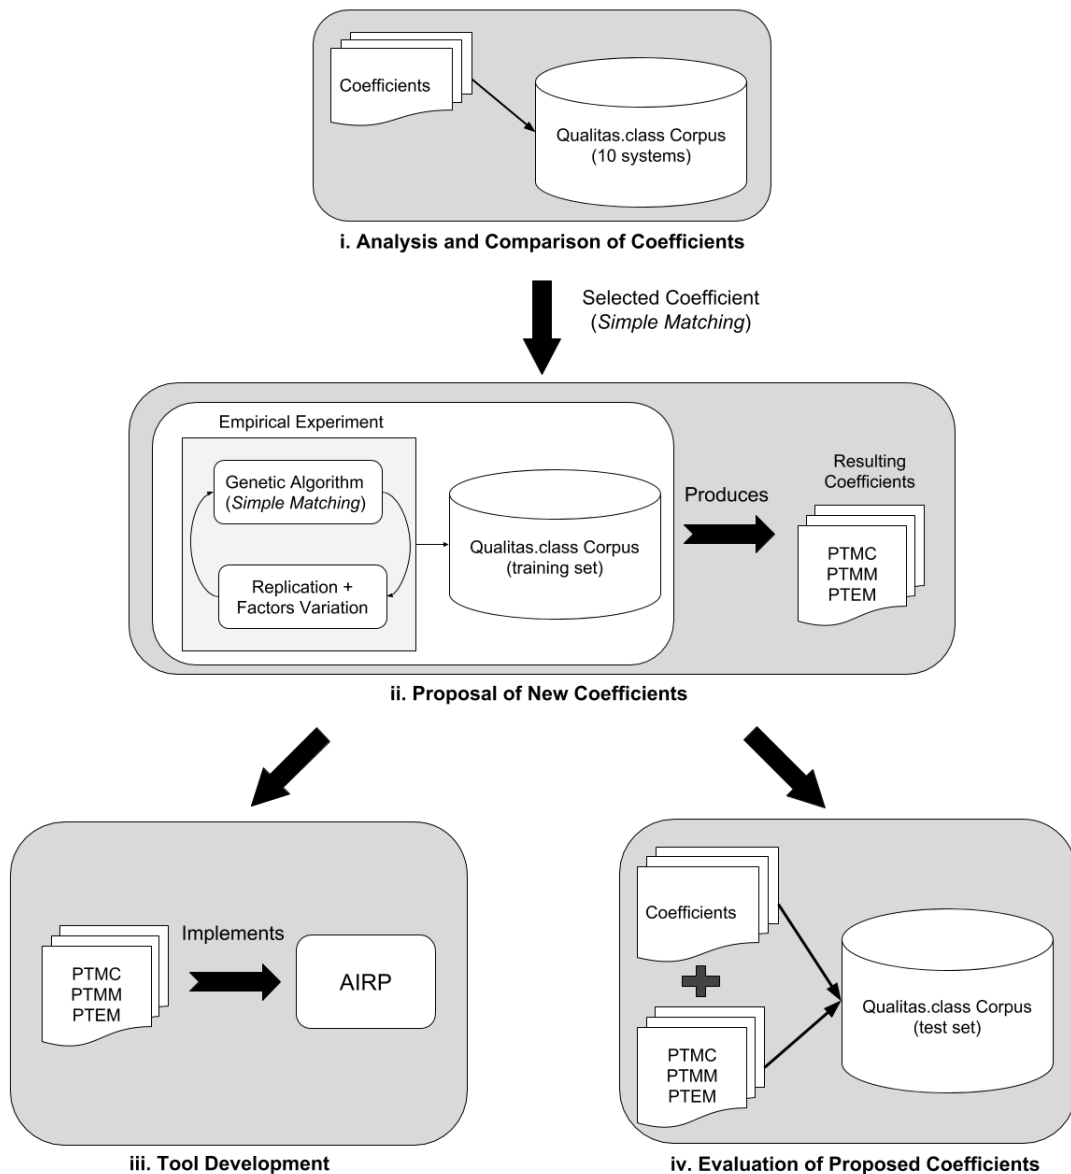 Coefficients
Qualitas.class Corpus
(10 systems)
i. Analysis and Comparison of Coefficients
Selected Coefficient
(Simple Matching)
Empirical Experiment
Genetic Algorithm
(Simple Matching)
Replication +
Factors Variation
Qualitas.class Corpus
(training set)
Produces
Resulting
Coefficients
PTMC
PTMM
PTEM
ii. Proposal of New Coefficients
PTMC
PTMM
PTEM
Implements
AIRP
iii. Tool Development
Coefficients
PTMC
PTMM
PTEM
Qualitas.class Corpus
(test set)
iv. Evaluation of Proposed Coefficients